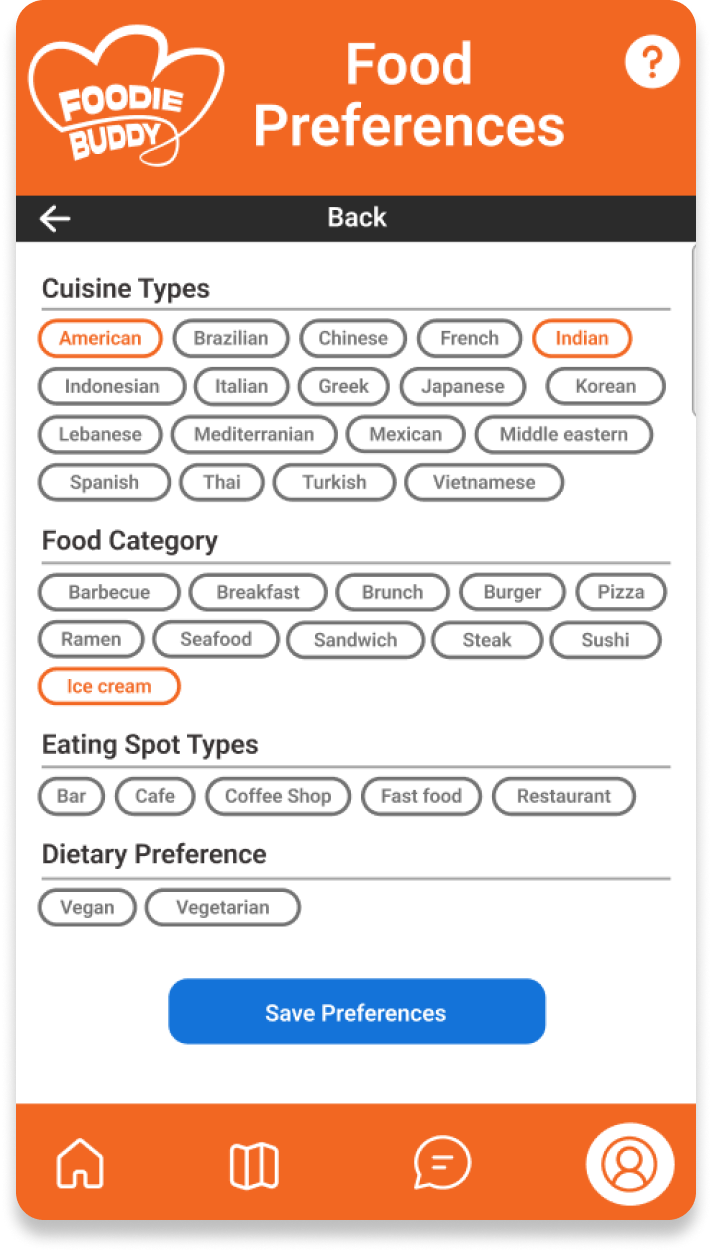 FOODIE
BUDDY
Food
Preferences
?
Back
Cuisine Types
American Brazilian Chinese French Indian
Indonesian Italian Greek Japanese Korean
Lebanese Mediterranian Mexican Middle eastern
Spanish Thai Turkish Vietnamese
Food Category
Barbecue Breakfast Brunch Burger Pizza
Ramen Seafood Sandwich Steak Sushi
Ice cream
Eating Spot Types
Bar Cafe Coffee Shop Fast food Restaurant
Dietary Preference
Vegan Vegetarian
Save Preferences